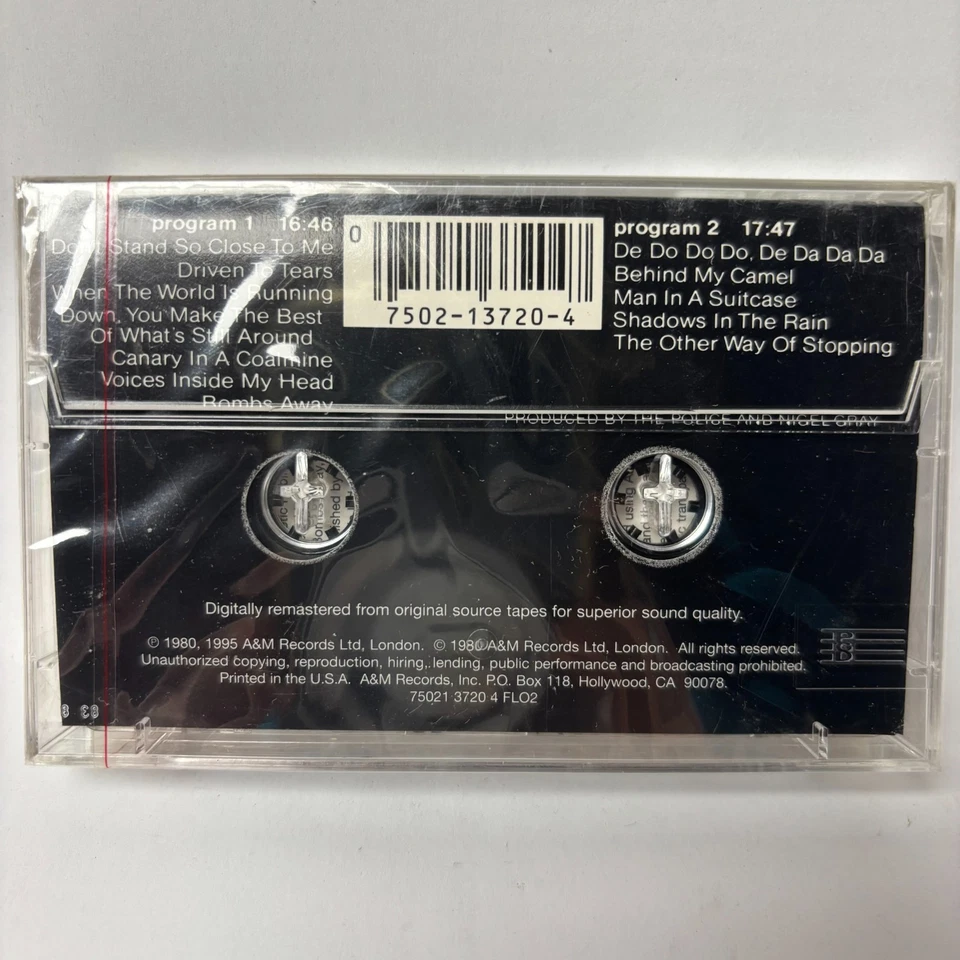 program 1 16:46
Don't Stand So Close To Me
Driven To Tears
When The World Is Running
Down, You Make The Best
Of What's Still Around
Canary In A Coalmine
Voices Inside My Head
Bombs Away
0
7502-13720-4
program 2 17:47
De Do Do Do, De Da Da Da
Behind My Camel
Man In A Suitcase
Shadows In The Rain
The Other Way Of Stopping
PRODUCED BY THE POLICE AND NIGEL GRAY
Digitally remastered from original source tapes for superior sound quality.
℗ 1980, 1995 A&M Records Ltd, London. © 1980 A&M Records Ltd, London. All rights reserved.
Unauthorized copying, reproduction, hiring, lending, public performance and broadcasting prohibited.
Printed in the U.S.A. A&M Records, Inc. P.O. Box 118, Hollywood, CA 90078.
75021 3720 4 FLO2